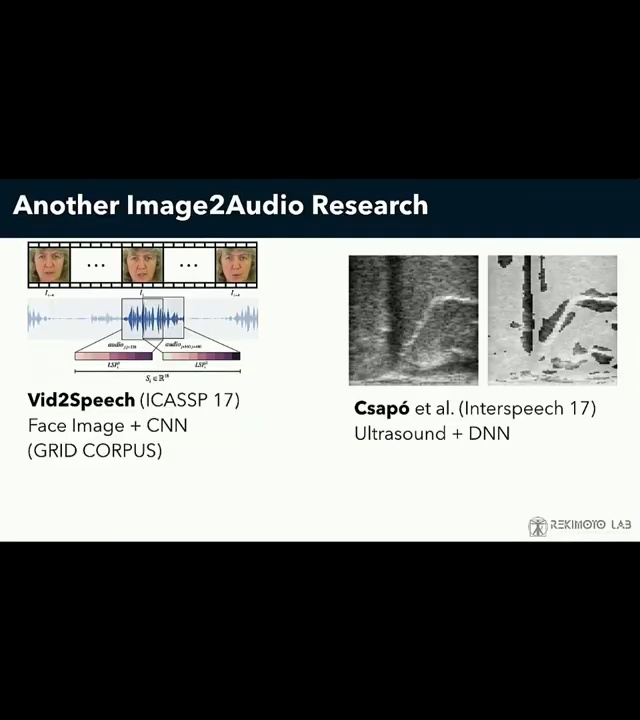 Another Image2Audio Research
Vid2Speech (ICASSP 17)
Face Image + CNN
(GRID CORPUS)
Csapó et al. (Interspeech 17)
Ultrasound + DNN
REKIMOTO LAB